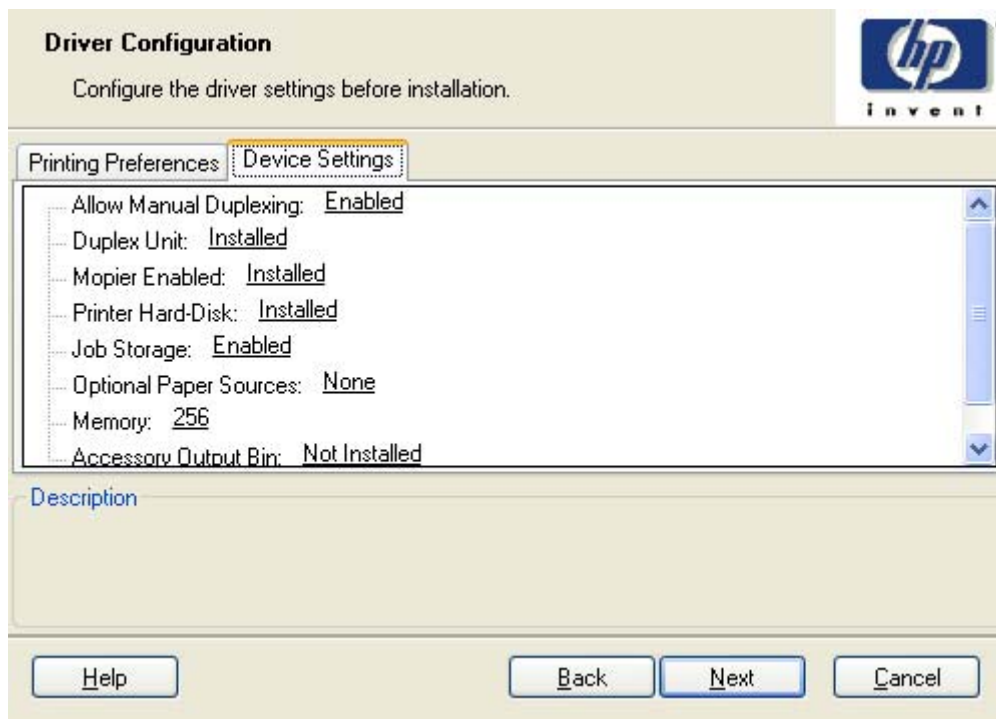 Driver Configuration
Configure the driver settings before installation.
hp
invent
Printing Preferences
Device Settings
Allow Manual Duplexing: Enabled
Duplex Unit: Installed
Mopier Enabled: Installed
Printer Hard-Disk: Installed
Job Storage: Enabled
Optional Paper Sources: None
Memory: 256
Accessory Output Bin: Not Installed
Description
Help
Back
Next
Cancel